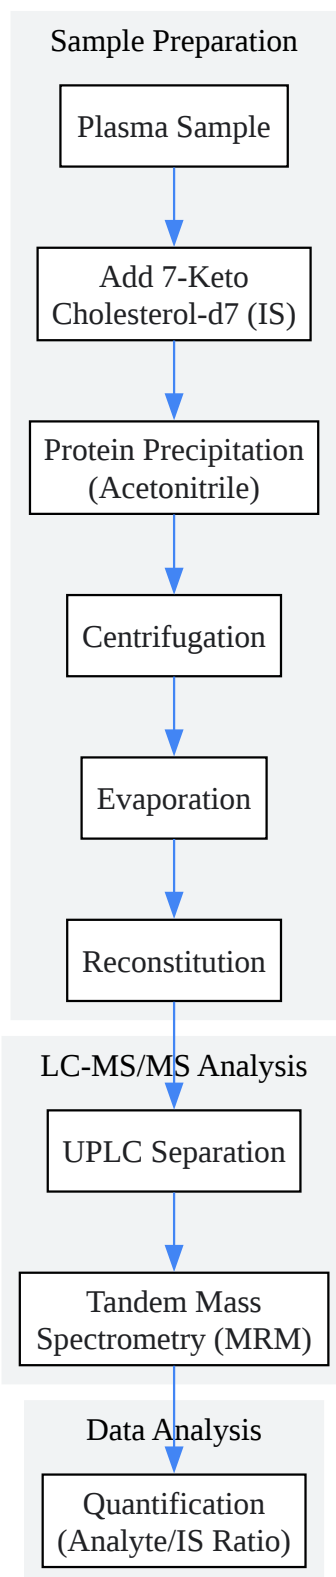 Sample Preparation
Plasma Sample
Add 7-Keto
Cholesterol-d7 (IS)
Protein Precipitation
(Acetonitrile)
Centrifugation
Evaporation
Reconstitution
LC-MS/MS Analysis
UPLC Separation
Tandem Mass
Spectrometry (MRM)
Data Analysis
Quantification
(Analyte/IS Ratio)